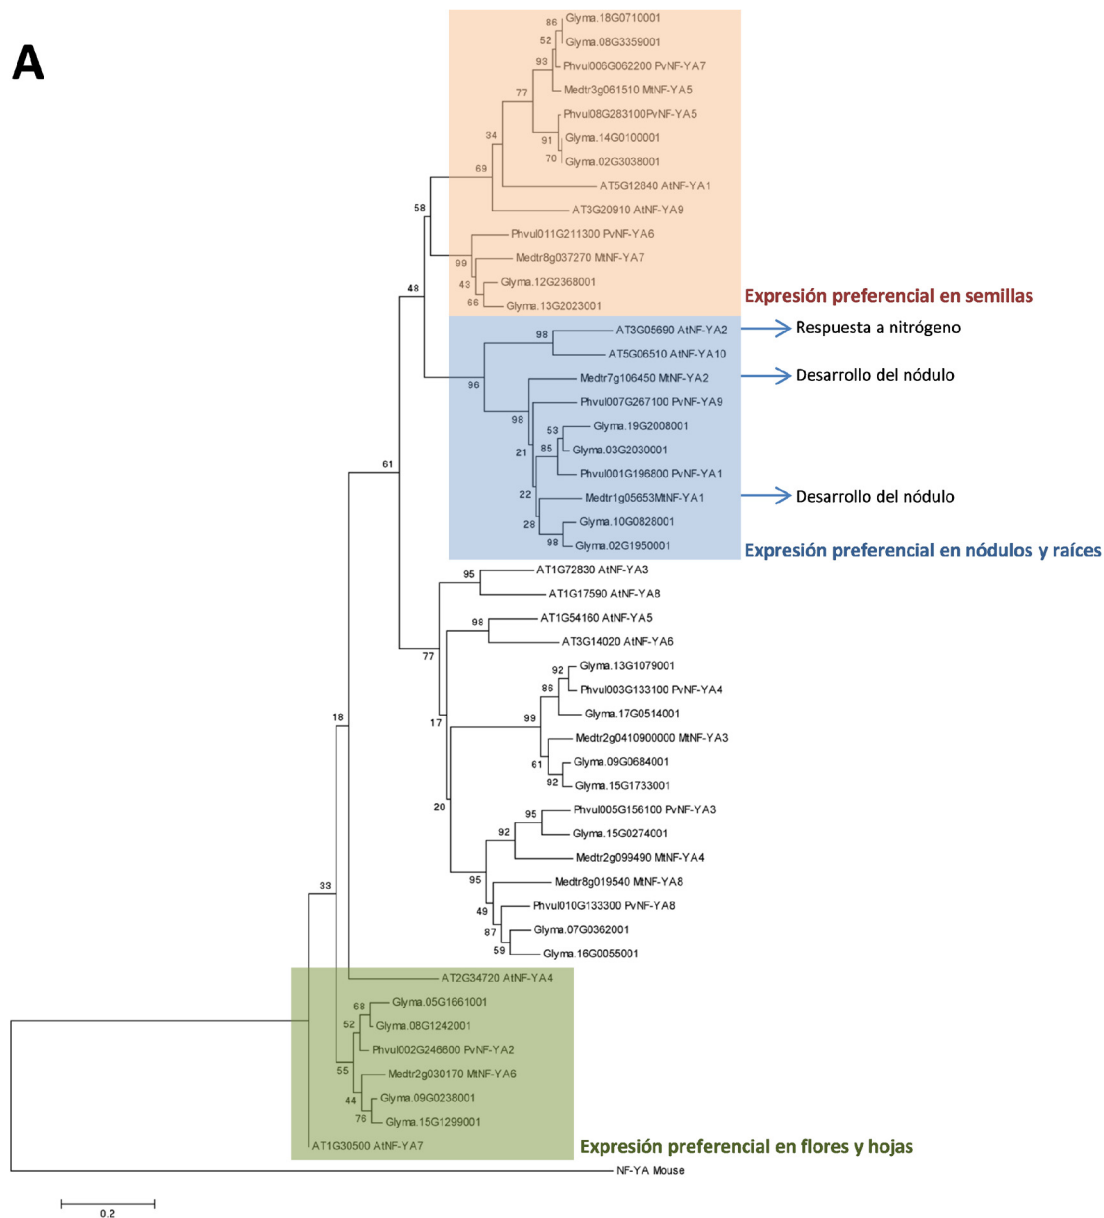 A
86
Glyma.18G0710001
52
Glyma.08G3359001
93
Phvul006G062200 PvNF-YA7
Medtr3g061510 MtNF-YA5
77
Phvul08G283100PvNF-YA5
34
91
Glyma.14G0100001
70
Glyma.02G3038001
69
AT5G12840 AtNF-YA1
58
AT3G20910 AtNF-YA9
Phvul011G211300 PvNF-YA6
99
Medtr8g037270 MtNF-YA7
43
Glyma.12G2368001
48
66
Glyma.13G2023001
Expresión preferencial en semillas
98
AT3G05690 AtNF-YA2
Respuesta a nitrógeno
AT5G06510 AtNF-YA10
96
Medtr7g106450 MtNF-YA2
Desarrollo del nódulo
98
Phvul007G267100 PvNF-YA9
53
Glyma.19G2008001
21
85
Glyma.03G2030001
61
Phvul001G196800 PvNF-YA1
22
Medtr1g05653MtNF-YA1
Desarrollo del nódulo
28
Glyma.10G0828001
98
Glyma.02G1950001
Expresión preferencial en nódulos y raíces
95
AT1G72830 AtNF-YA3
AT1G17590 AtNF-YA8
98
AT1G54160 AtNF-YA5
AT3G14020 AtNF-YA6
77
92
Glyma.13G1079001
86
Phvul003G133100 PvNF-YA4
Glyma.17G0514001
18
17
99
Medtr2g0410900000 MtNF-YA3
61
Glyma.09G0684001
92
Glyma.15G1733001
20
95
Phvul005G156100 PvNF-YA3
92
Glyma.15G0274001
Medtr2g099490 MtNF-YA4
95
Medtr8g019540 MtNF-YA8
33
49
Phvul010G133300 PvNF-YA8
87
Glyma.07G0362001
59
Glyma.16G0055001
AT2G34720 AtNF-YA4
68
Glyma.05G1661001
52
Glyma.08G1242001
Phvul002G246600 PvNF-YA2
55
Medtr2g030170 MtNF-YA6
44
Glyma.09G0238001
76
Glyma.15G1299001
AT1G30500 AtNF-YA7
Expresión preferencial en flores y hojas
NF-YA Mouse
0.2